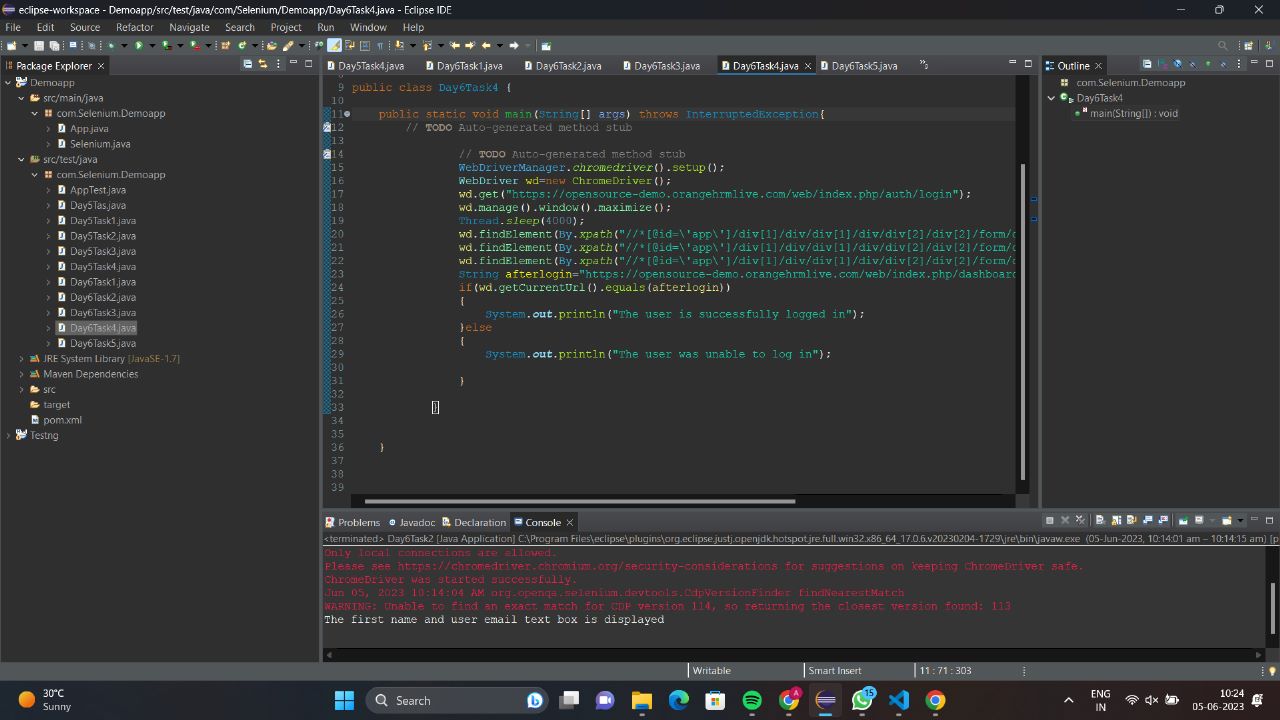 eclipse-workspace - Demoapp/src/test/java/com/Selenium/Demoapp/Day6Task4.java - Eclipse IDE
File Edit Source Refactor Navigate Search Project Run Window Help
Package Explorer
Demoapp
src/main/java
com.Selenium.Demoapp
App.java
Selenium.java
src/test/java
com.Selenium.Demoapp
AppTest.java
Day5Tas.java
Day5Task1.java
Day5Task2.java
Day5Task3.java
Day5Task4.java
Day6Task1.java
Day6Task2.java
Day6Task3.java
Day6Task4.java
Day6Task5.java
JRE System Library [JavaSE-1.7]
Maven Dependencies
src
target
pom.xml
Testng
Day5Task4.java Day6Task1.java Day6Task2.java Day6Task3.java Day6Task4.java Day6Task5.java
9 public class Day6Task4 {
10
11 public static void main(String[] args) throws InterruptedException{
12 // TODO Auto-generated method stub
13
14 // TODO Auto-generated method stub
15 WebDriverManager.chromedriver().setup();
16 WebDriver wd=new ChromeDriver();
17 wd.get("https://opensource-demo.orangehrmlive.com/web/index.php/auth/login");
18 wd.manage().window().maximize();
19 Thread.sleep(4000);
20 wd.findElement(By.xpath("//*[@id=\'app\']/div[1]/div/div[1]/div/div[2]/div[2]/form/
21 wd.findElement(By.xpath("//*[@id=\'app\']/div[1]/div/div[1]/div/div[2]/div[2]/form/
22 wd.findElement(By.xpath("//*[@id=\'app\']/div[1]/div/div[1]/div/div[2]/div[2]/form/
23 String afterlogin="https://opensource-demo.orangehrmlive.com/web/index.php/dashboar
24 if(wd.getCurrentUrl().equals(afterlogin))
25 {
26 System.out.println("The user is successfully logged in");
27 }else
28 {
29 System.out.println("The user was unable to log in");
30
31 }
32
33 }
34
35
36 }
37
38
39
Outline
com.Selenium.Demoapp
Day6Task4
main(String[]) : void
Problems Javadoc Declaration Console
<terminated> Day6Task2 [Java Application] C:\Program Files\eclipse\plugins\org.eclipse.justj.openjdk.hotspot.jre.full.win32.x86_64_17.0.6.v20230204-1729\jre\bin\javaw.exe (05-Jun-2023, 10:14:01 am – 10:14:15 am) [p
Only local connections are allowed.
Please see https://chromedriver.chromium.org/security-considerations for suggestions on keeping ChromeDriver safe.
ChromeDriver was started successfully.
Jun 05, 2023 10:14:04 AM org.openqa.selenium.devtools.CdpVersionFinder findNearestMatch
WARNING: Unable to find an exact match for CDP version 114, so returning the closest version found: 113
The first name and user email text box is displayed
Writable Smart Insert 11 : 71 : 303
30°C
Sunny
Search
A
15
ENG
IN
10:24
05-06-2023